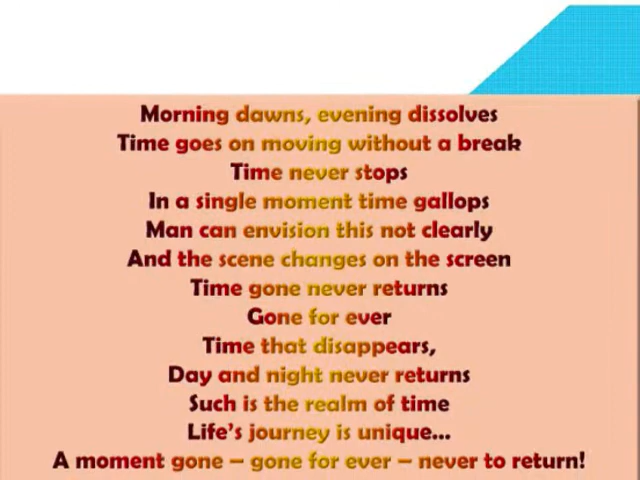 Morning dawns, evening dissolves
Time goes on moving without a break
Time never stops
In a single moment time gallops
Man can envision this not clearly
And the scene changes on the screen
Time gone never returns
Gone for ever
Time that disappears,
Day and night never returns
Such is the realm of time
Life's journey is unique...
A moment gone – gone for ever – never to return!